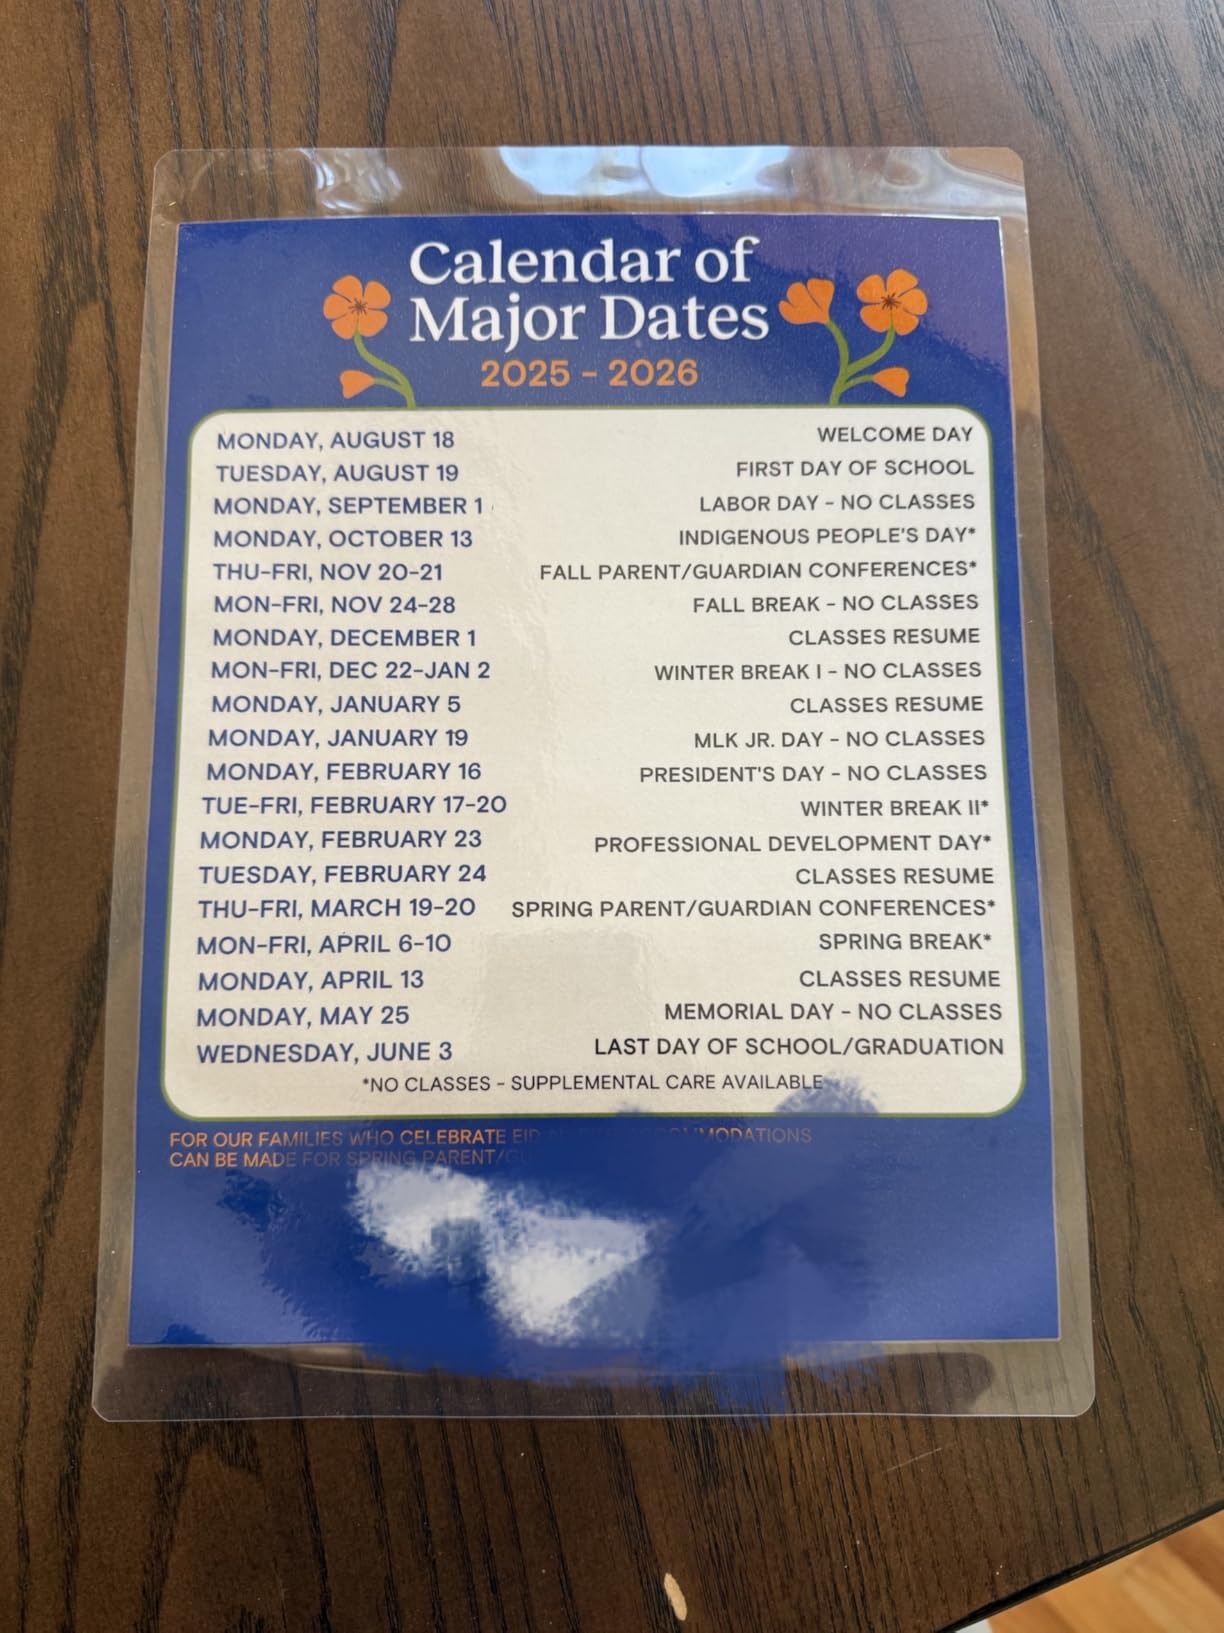 Calendar of
Major Dates
2025 - 2026
MONDAY, AUGUST 18 WELCOME DAY
TUESDAY, AUGUST 19 FIRST DAY OF SCHOOL
MONDAY, SEPTEMBER 1 LABOR DAY - NO CLASSES
MONDAY, OCTOBER 13 INDIGENOUS PEOPLE'S DAY*
THU-FRI, NOV 20-21 FALL PARENT/GUARDIAN CONFERENCES*
MON-FRI, NOV 24-28 FALL BREAK - NO CLASSES
MONDAY, DECEMBER 1 CLASSES RESUME
MON-FRI, DEC 22-JAN 2 WINTER BREAK I - NO CLASSES
MONDAY, JANUARY 5 CLASSES RESUME
MONDAY, JANUARY 19 MLK JR. DAY - NO CLASSES
MONDAY, FEBRUARY 16 PRESIDENT'S DAY - NO CLASSES
TUE-FRI, FEBRUARY 17-20 WINTER BREAK II*
MONDAY, FEBRUARY 23 PROFESSIONAL DEVELOPMENT DAY*
TUESDAY, FEBRUARY 24 CLASSES RESUME
THU-FRI, MARCH 19-20 SPRING PARENT/GUARDIAN CONFERENCES*
MON-FRI, APRIL 6-10 SPRING BREAK*
MONDAY, APRIL 13 CLASSES RESUME
MONDAY, MAY 25 MEMORIAL DAY - NO CLASSES
WEDNESDAY, JUNE 3 LAST DAY OF SCHOOL/GRADUATION
*NO CLASSES - SUPPLEMENTAL CARE AVAILABLE
FOR OUR FAMILIES WHO CELEBRATE EID
CAN BE MADE FOR SPRING PARENT/